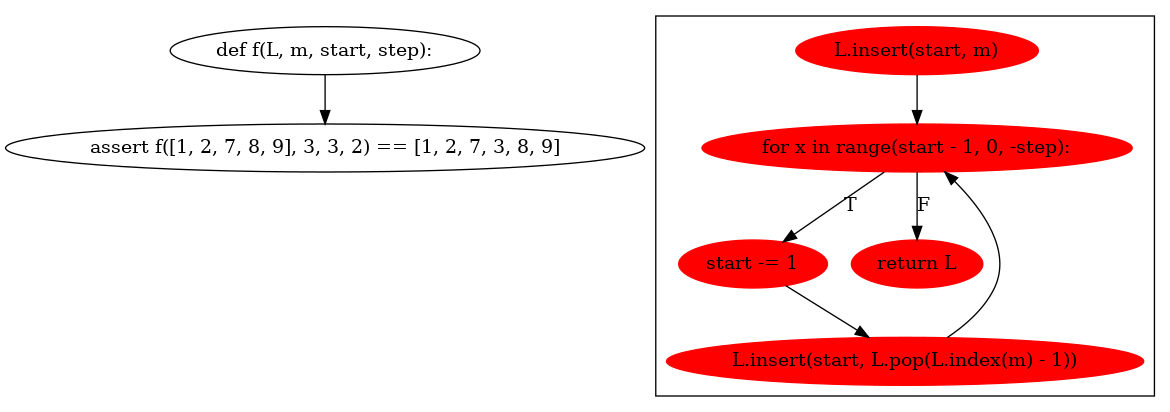 def f(L, m, start, step):
assert f([1, 2, 7, 8, 9], 3, 3, 2) == [1, 2, 7, 3, 8, 9]
L.insert(start, m)
for x in range(start - 1, 0, -step):
T
F
start -= 1
return L
L.insert(start, L.pop(L.index(m) - 1))